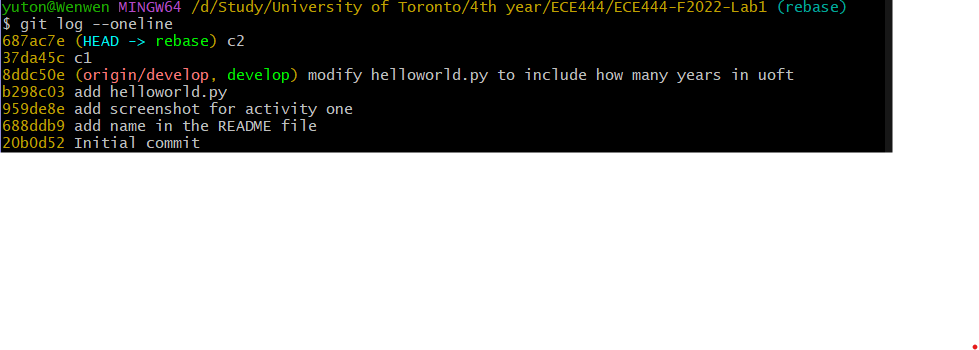 yuton@Wenwen MINGW64 /d/Study/University of Toronto/4th year/ECE444/ECE444-F2022-Lab1 (rebase)
$ git log --oneline
687ac7e (HEAD -> rebase) c2
37da45c c1
8ddc50e (origin/develop, develop) modify helloworld.py to include how many years in uoft
b298c03 add helloworld.py
959de8e add screenshot for activity one
688ddb9 add name in the README file
20b0d52 Initial commit